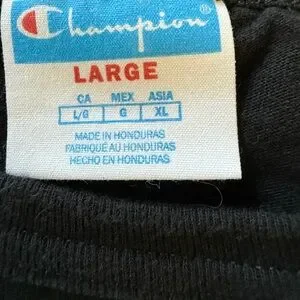 Champion®
LARGE
CA MEX ASIA
L/G G XL
MADE IN HONDURAS
FABRIQUÉ AU HONDURAS
HECHO EN HONDURAS